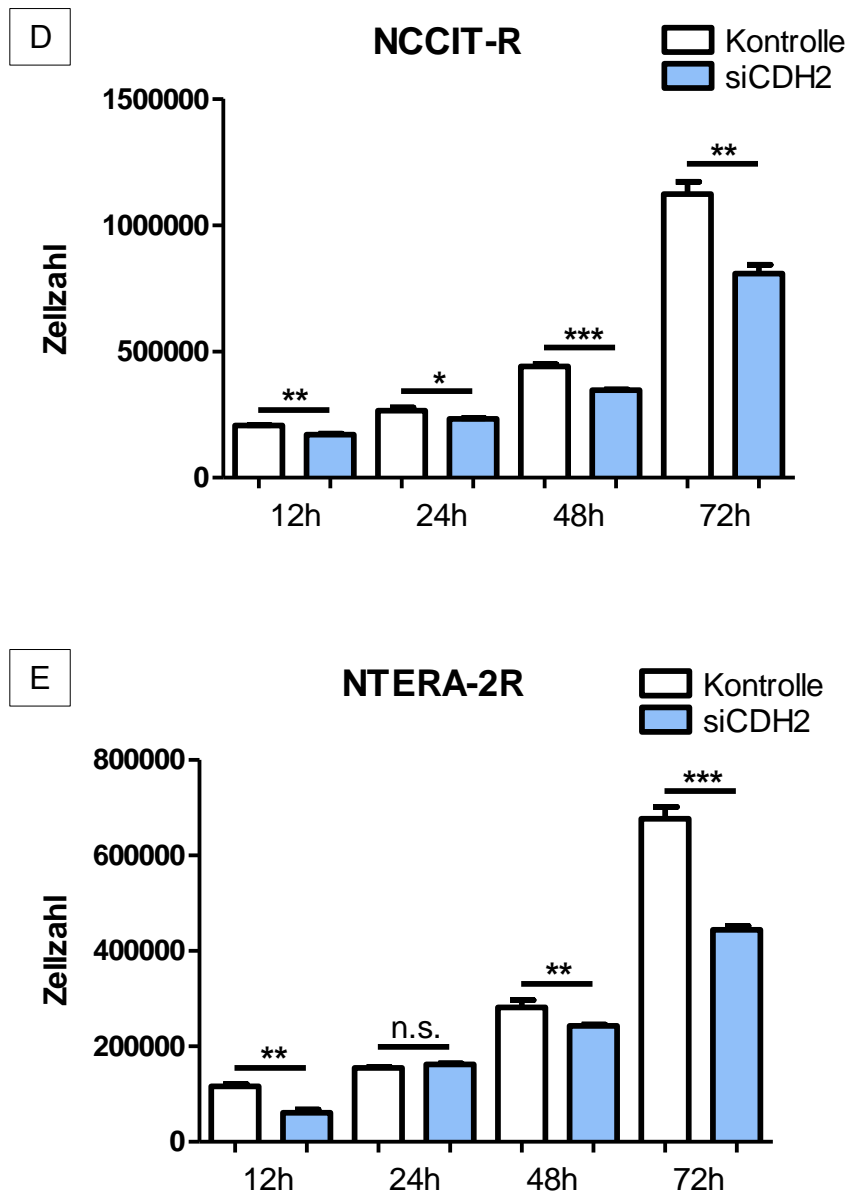 D
NCCIT-R
Kontrolle
siCDH2
1500000
1000000
500000
0
Zellzahl
**
*
***
**
12h 24h 48h 72h
E
NTERA-2R
Kontrolle
siCDH2
800000
600000
400000
200000
0
Zellzahl
**
n.s.
**
***
12h 24h 48h 72h